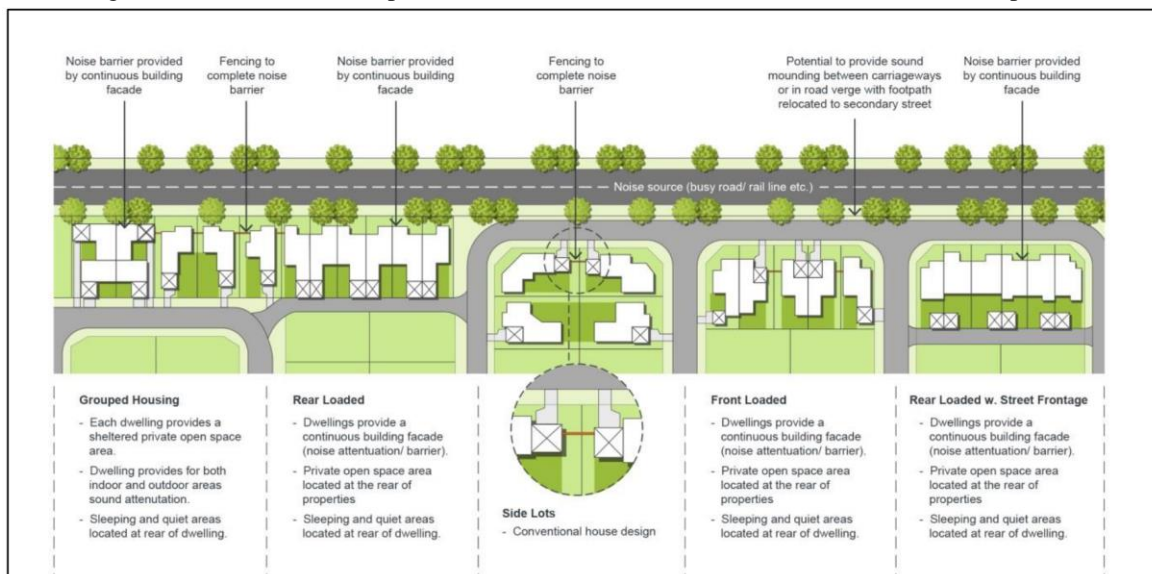 Noise barrier provided
by continuous building
facade
Fencing to
complete noise
barrier
Noise barrier provided
by continuous building
facade
Fencing to
complete noise
barrier
Potential to provide sound
mounding between carriageways
or in road verge with footpath
relocated to secondary street
Noise barrier provided
by continuous building
facade
Noise source (busy road/ rail line etc.)
Grouped Housing
- Each dwelling provides a
sheltered private open space
area.
- Dwelling provides for both
indoor and outdoor areas
sound attenutation.
- Sleeping and quiet areas
located at rear of dwelling.
Rear Loaded
- Dwellings provide a
continuous building facade
(noise attentuation/ barrier).
- Private open space area
located at the rear of
properties
- Sleeping and quiet areas
located at rear of dwelling.
Side Lots
- Conventional house design
Front Loaded
- Dwellings provide a
continuous building facade
(noise attentuation/ barrier).
- Private open space area
located at the rear of
properties
- Sleeping and quiet areas
located at rear of dwelling.
Rear Loaded w. Street Frontage
- Dwellings provide a
continuous building facade
(noise attentuation/ barrier).
- Private open space area
located at the rear of
properties
- Sleeping and quiet areas
located at rear of dwelling.